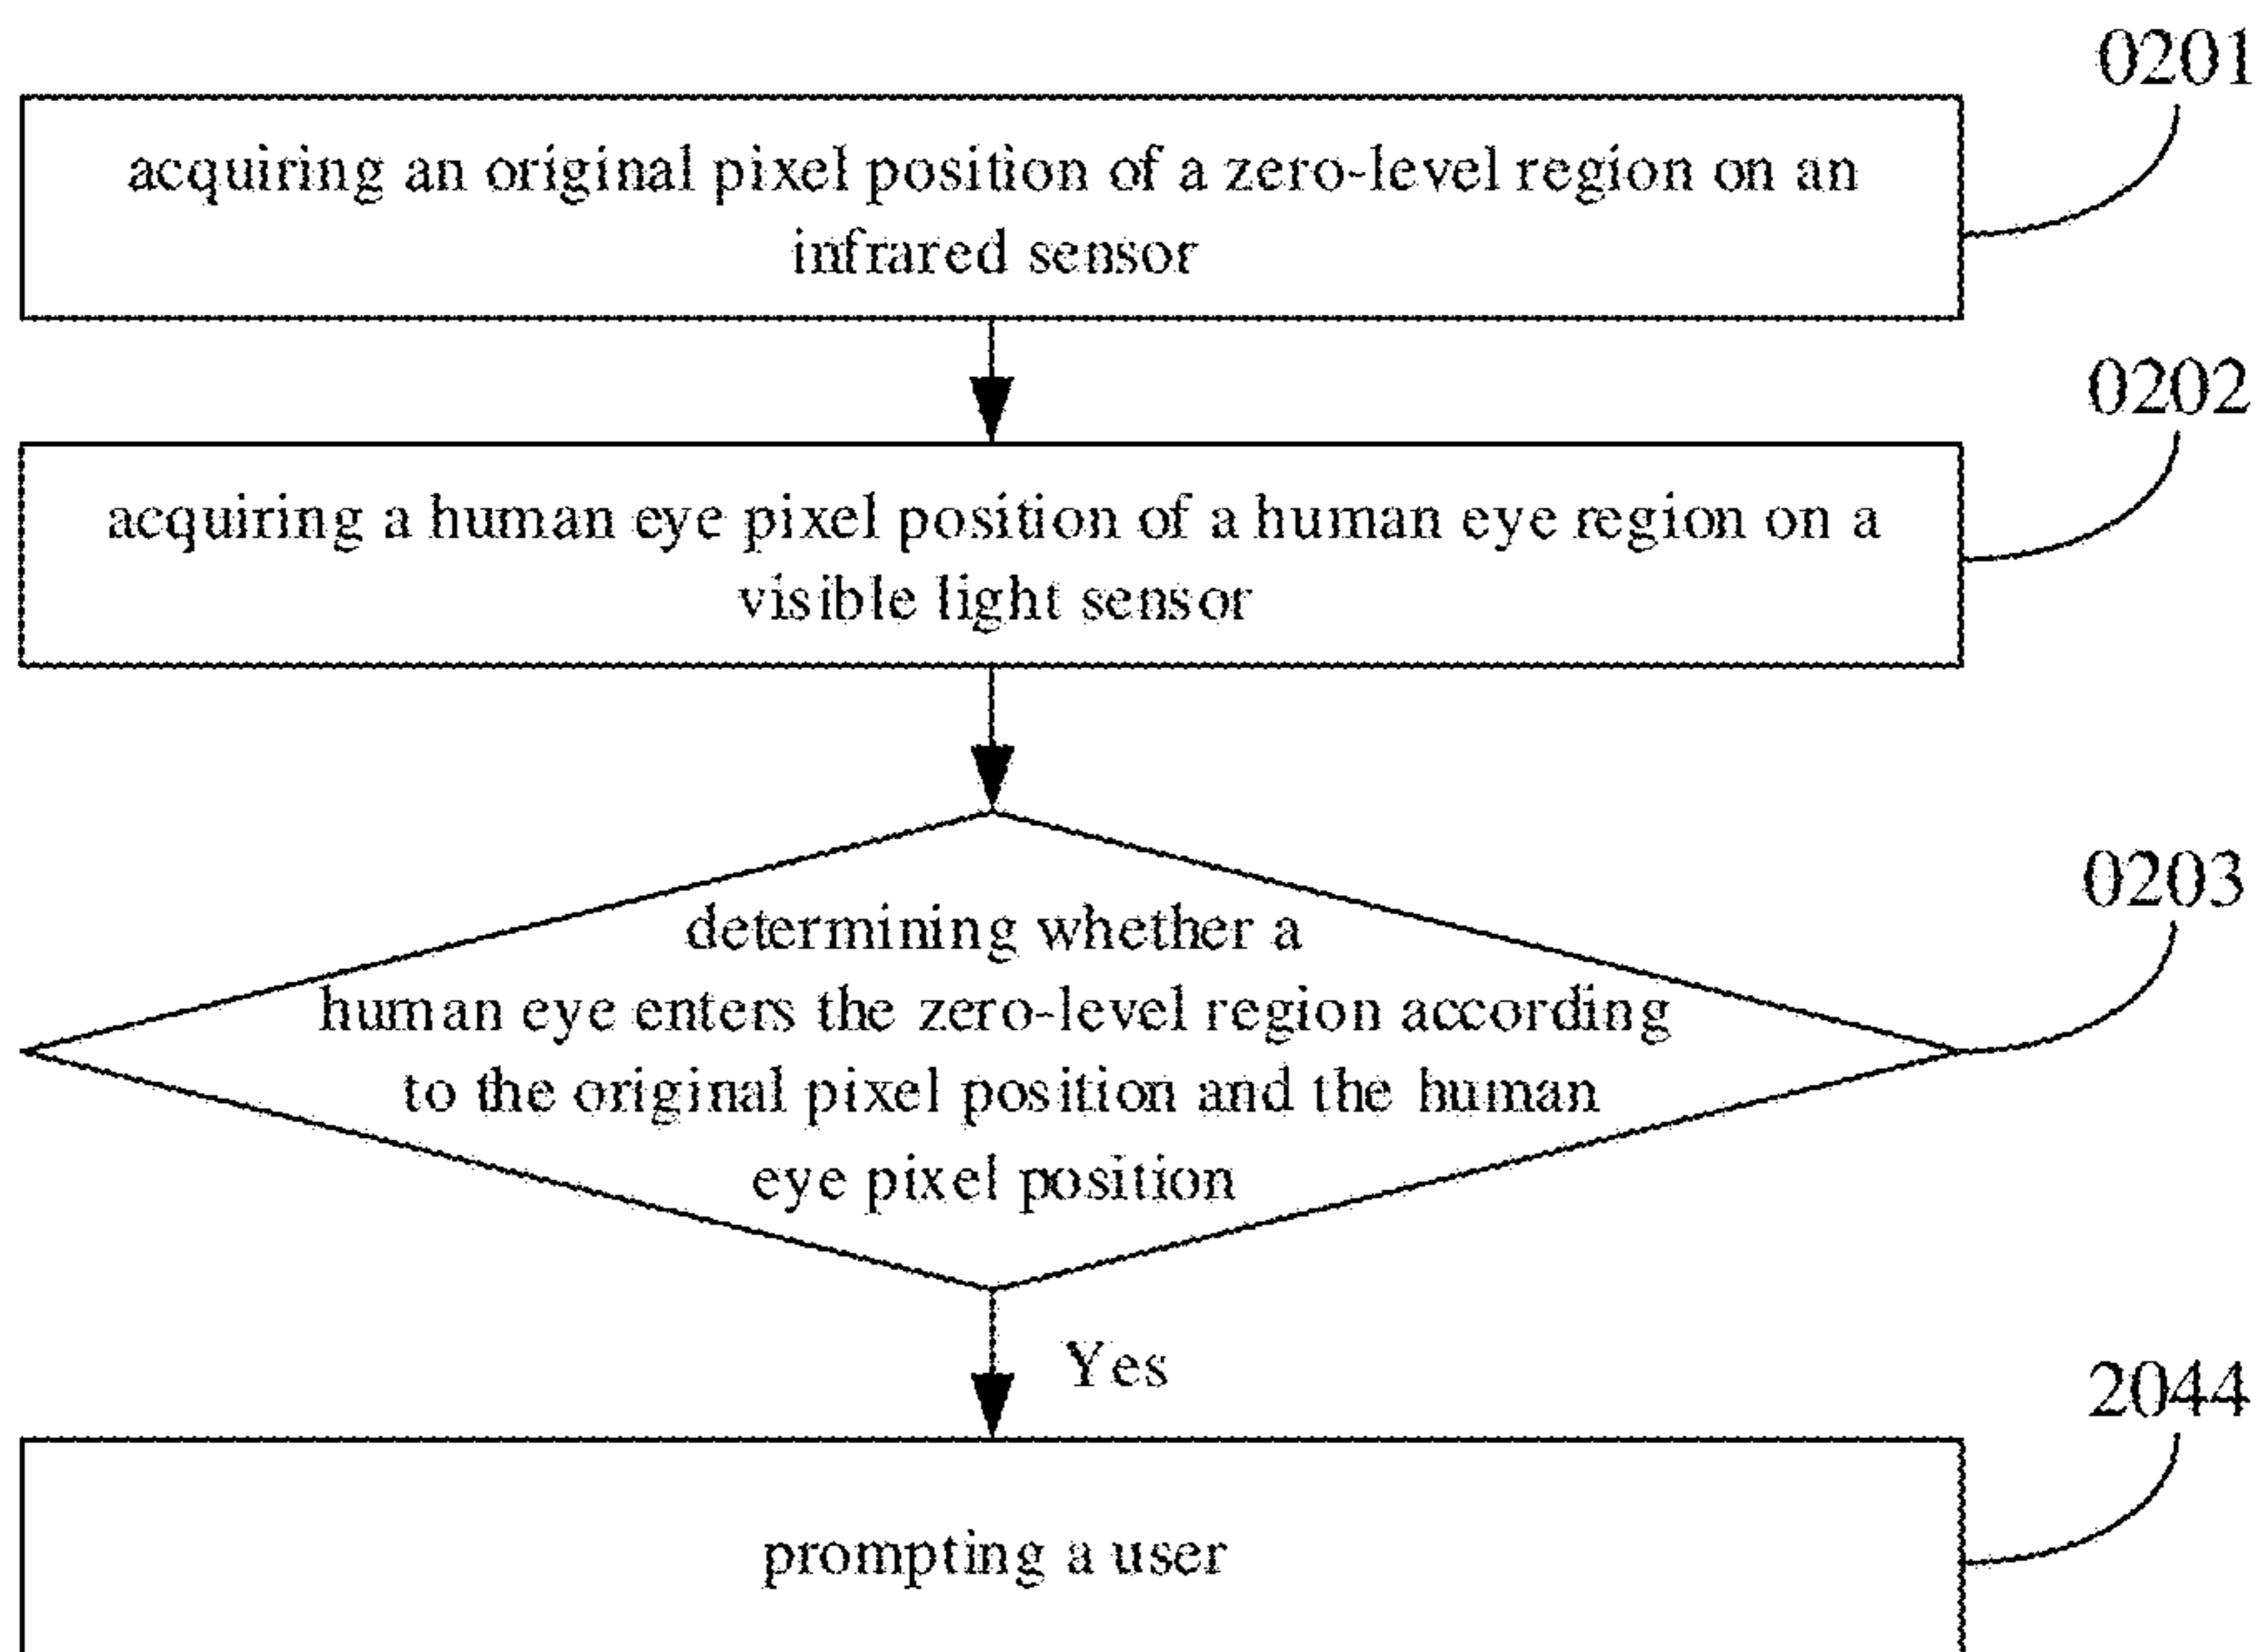 0201
acquiring an original pixel position of a zero-level region on an
infrared sensor
0202
acquiring a human eye pixel position of a human eye region on a
visible light sensor
0203
determining whether a
human eye enters the zero-level region according
to the original pixel position and the human
eye pixel position
Yes
2044
prompting a user